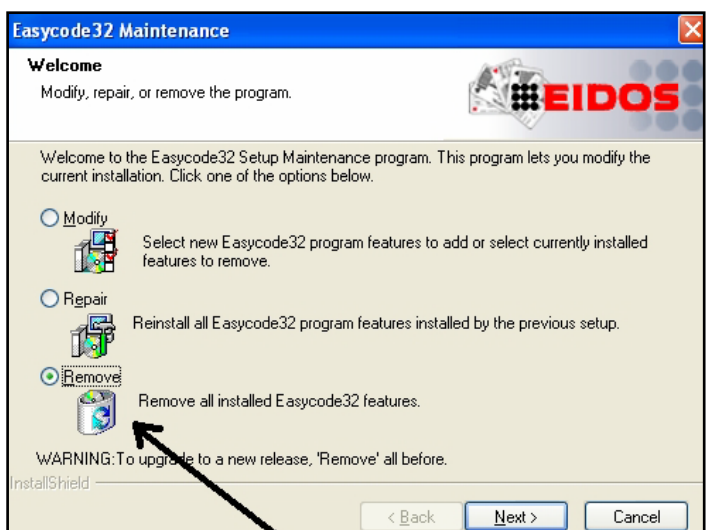 Easycode32 Maintenance
Welcome
Modify, repair, or remove the program.
EIDOS
Welcome to the Easycode32 Setup Maintenance program. This program lets you modify the
current installation. Click one of the options below.
Modify
Select new Easycode32 program features to add or select currently installed
features to remove.
Repair
Reinstall all Easycode32 program features installed by the previous setup.
Remove
Remove all installed Easycode32 features.
WARNING:To upgrade to a new release, 'Remove' all before.
InstallShield
< Back Next > Cancel